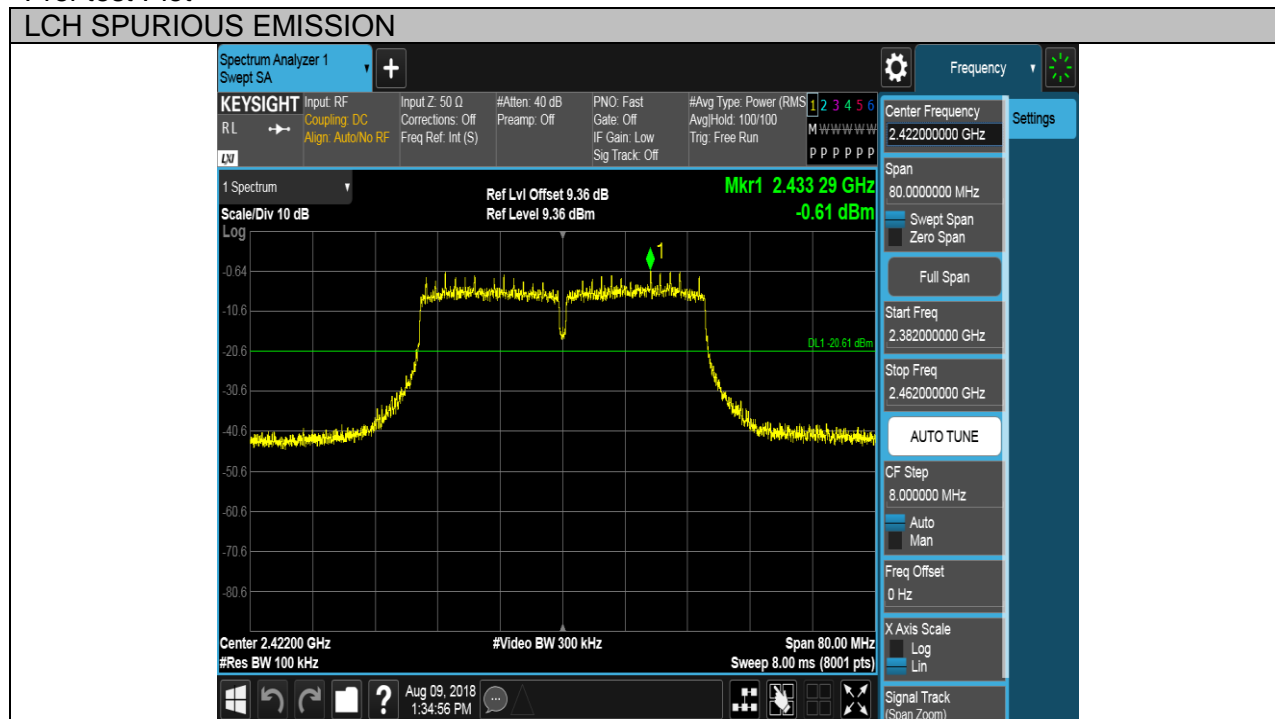 LCH SPURIOUS EMISSION
Spectrum Analyzer 1
Swept SA
+
Frequency
KEYSIGHT
RL
LXI
Input: RF
Coupling: DC
Align: Auto/No RF
Input Z: 50 Ω
Corrections: Off
Freq Ref: Int (S)
#Atten: 40 dB
Preamp: Off
PNO: Fast
Gate: Off
IF Gain: Low
Sig Track: Off
#Avg Type: Power (RMS
Avg|Hold: 100/100
Trig: Free Run
1 2 3 4 5 6
M W W W W W
P P P P P P
Center Frequency
2.422000000 GHz
Settings
1 Spectrum
Scale/Div 10 dB
Log
Ref Lvl Offset 9.36 dB
Ref Level 9.36 dBm
Mkr1 2.433 29 GHz
-0.61 dBm
Span
80.0000000 MHz
Swept Span
Zero Span
Full Span
1
-0.64
-10.6
-20.6
-30.6
-40.6
-50.6
-60.6
-70.6
-80.6
DL1 -20.61 dBm
Start Freq
2.382000000 GHz
Stop Freq
2.462000000 GHz
AUTO TUNE
CF Step
8.000000 MHz
Auto
Man
Freq Offset
0 Hz
X Axis Scale
Log
Lin
Signal Track
(Span Zoom)
Center 2.42200 GHz
#Res BW 100 kHz
#Video BW 300 kHz
Span 80.00 MHz
Sweep 8.00 ms (8001 pts)
?
Aug 09, 2018
1:34:56 PM